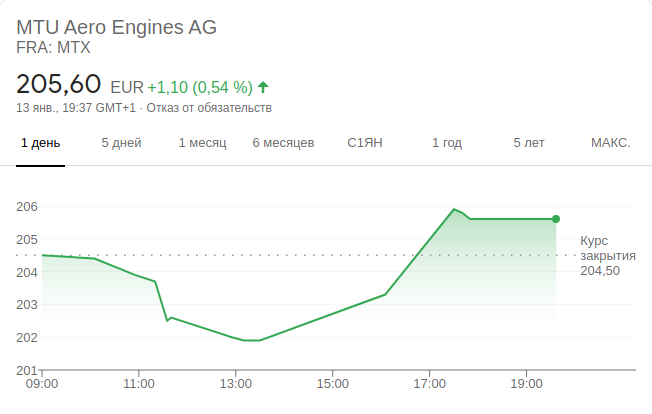 MTU Aero Engines AG
FRA: MTX
205,60 EUR +1,10 (0,54 %)
13 янв., 19:37 GMT+1 · Отказ от обязательств
1 день 5 дней 1 месяц 6 месяцев С1ЯН 1 год 5 лет МАКС.
206
205
204
203
202
201
Курс
закрытия
204,50
09:00 11:00 13:00 15:00 17:00 19:00